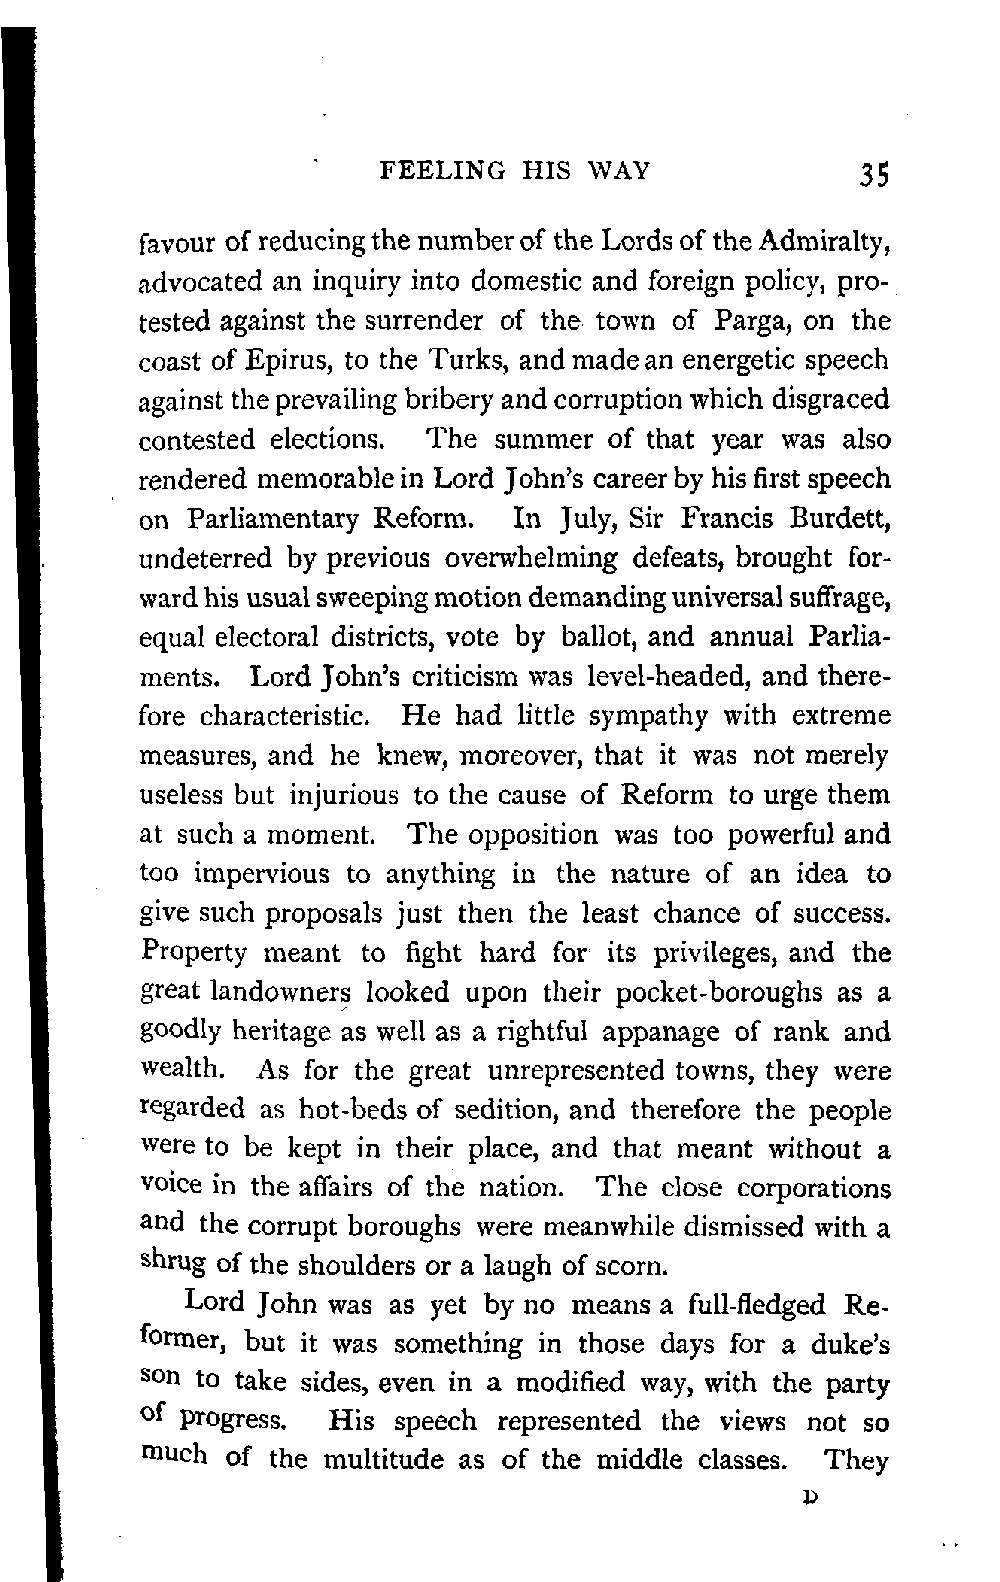 FEELING HIS WAY 35
favour of reducing the number of the Lords of the Admiralty,
advocated an inquiry into domestic and foreign policy, pro-
tested against the surrender of the town of Parga, on the
coast of Epirus, to the Turks, and made an energetic speech
against the prevailing bribery and corruption which disgraced
contested elections. The summer of that year was also
rendered memorable in Lord John's career by his first speech
on Parliamentary Reform. In July, Sir Francis Burdett,
undeterred by previous overwhelming defeats, brought for-
ward his usual sweeping motion demanding universal suffrage,
equal electoral districts, vote by ballot, and annual Parlia-
ments. Lord John's criticism was level-headed, and there-
fore characteristic. He had little sympathy with extreme
measures, and he knew, moreover, that it was not merely
useless but injurious to the cause of Reform to urge them
at such a moment. The opposition was too powerful and
too impervious to anything in the nature of an idea to
give such proposals just then the least chance of success.
Property meant to fight hard for its privileges, and the
great landowners looked upon their pocket-boroughs as a
goodly heritage as well as a rightful appanage of rank and
wealth. As for the great unrepresented towns, they were
regarded as hot-beds of sedition, and therefore the people
were to be kept in their place, and that meant without a
voice in the affairs of the nation. The close corporations
and the corrupt boroughs were meanwhile dismissed with a
shrug of the shoulders or a laugh of scorn.
Lord John was as yet by no means a full-fledged Re-
former, but it was something in those days for a duke's
son to take sides, even in a modified way, with the party
of progress. His speech represented the views not so
much of the multitude as of the middle classes. They
D